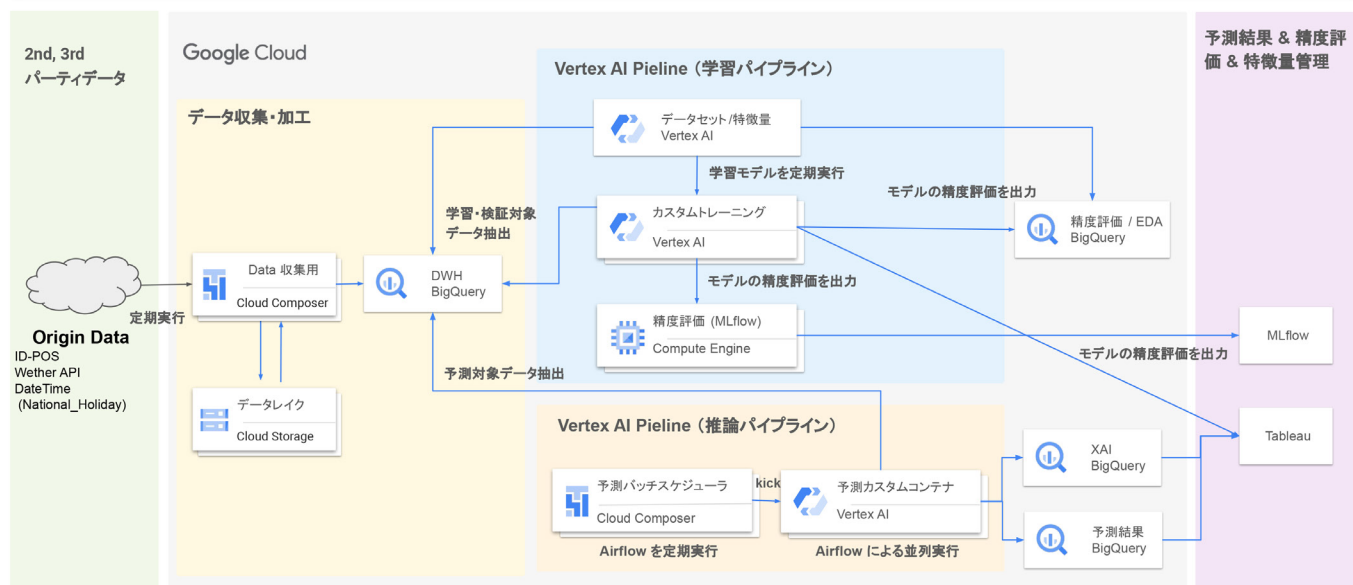 2nd, 3rd
パーティデータ
Google Cloud
データ収集・加工
Vertex AI Pieline（学習パイプライン）
予測結果 & 精度評
価 & 特徴量管理
データセット/特徴量
Vertex AI
学習モデルを定期実行
モデルの精度評価を出力
学習・検証対象
データ抽出
カスタムトレーニング
Vertex AI
精度評価 / EDA
BigQuery
Data 収集用
Cloud Composer
DWH
BigQuery
モデルの精度評価を出力
定期実行
Origin Data
ID-POS
Wether API
DateTime
(National_Holiday)
精度評価 (MLflow)
Compute Engine
MLflow
モデルの精度評価を出力
予測対象データ抽出
データレイク
Cloud Storage
Vertex AI Pieline（推論パイプライン）
Tableau
XAI
BigQuery
予測バッチスケジューラ
Cloud Composer
kick
予測カスタムコンテナ
Vertex AI
予測結果
BigQuery
Airflow を定期実行
Airflow による並列実行